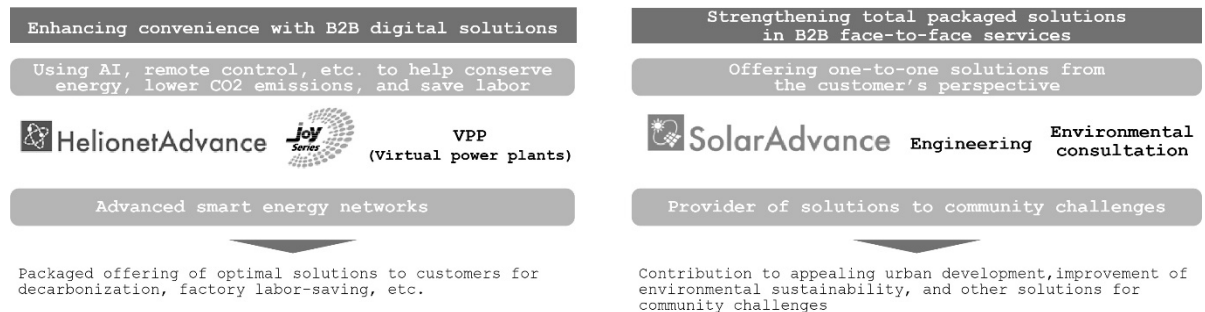 Enhancing convenience with B2B digital solutions
Using AI, remote control, etc. to help conserve
energy, lower CO2 emissions, and save labor
HelionetAdvance
Joy
Series
VPP
(Virtual power plants)
Advanced smart energy networks
Packaged offering of optimal solutions to customers for
decarbonization, factory labor-saving, etc.
Strengthening total packaged solutions
in B2B face-to-face services
Offering one-to-one solutions from
the customer's perspective
SolarAdvance
Engineering
Environmental
consultation
Provider of solutions to community challenges
Contribution to appealing urban development, improvement of
environmental sustainability, and other solutions for
community challenges